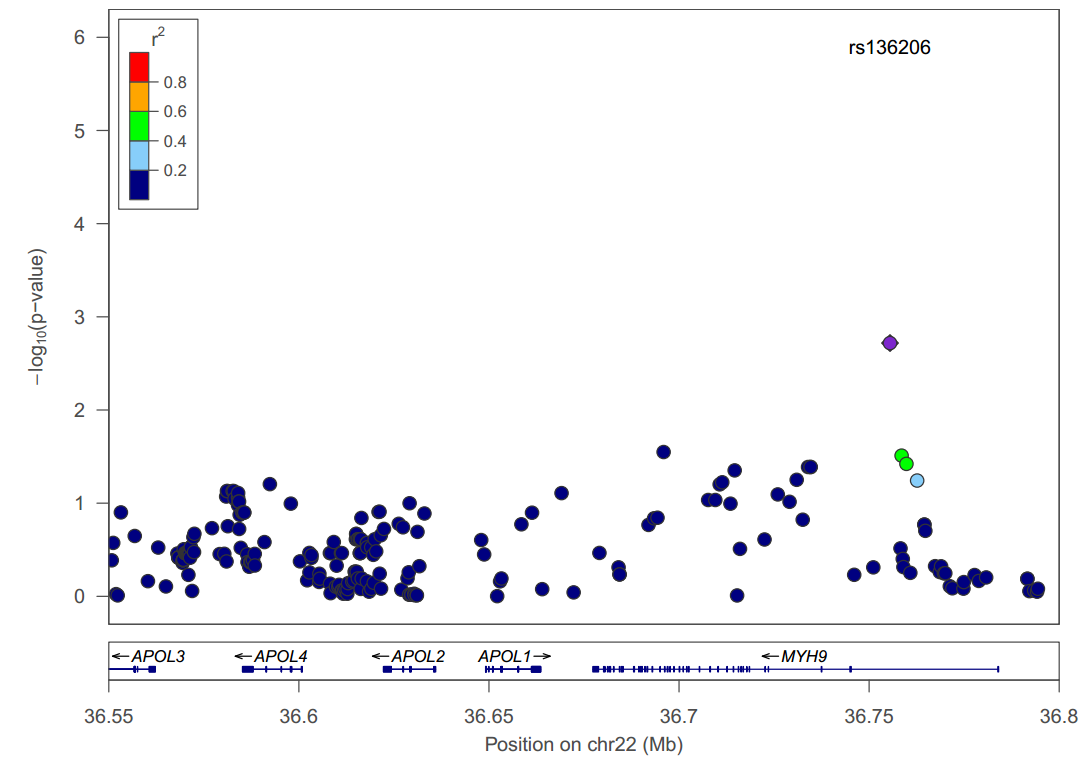 r2
0.8
0.6
0.4
0.2
rs136206
6
5
4
3
2
1
0
−log10(p−value)
←APOL3
←APOL4
←APOL2
APOL1→
←MYH9
36.55
36.6
36.65
36.7
36.75
36.8
Position on chr22 (Mb)